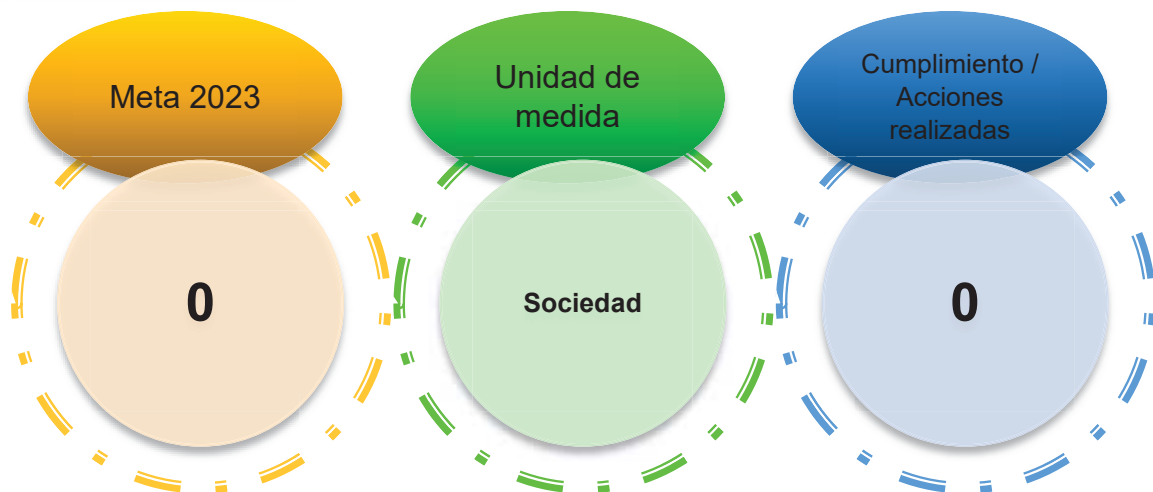 Meta 2023
Unidad de
medida
Cumplimiento /
Acciones
realizadas
0
Sociedad
0